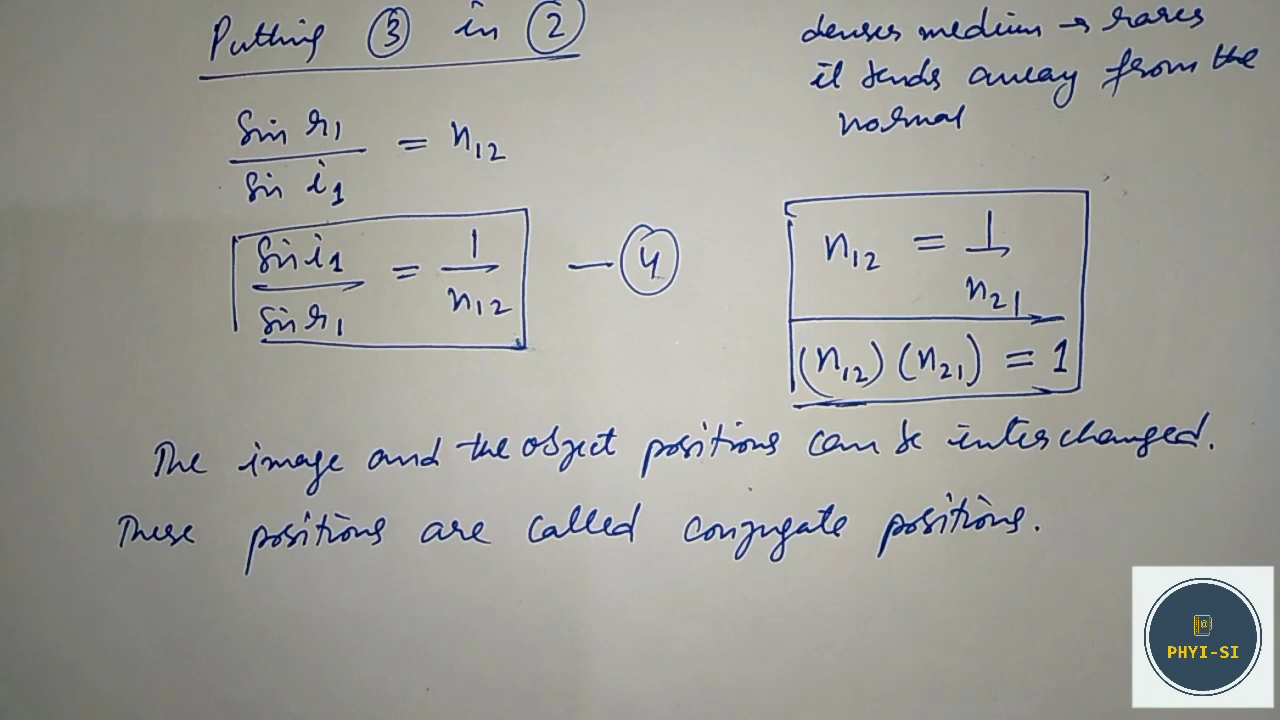 Putting ③ in ②
sin r1 / sin i1 = n12
sin i1 / sin r1 = 1 / n12 — ④
denser medium → rarer
it bends away from the
normal
n12 = 1 / n21
(n12) (n21) = 1
The image and the object positions can be interchanged.
These positions are called conjugate positions.
PHYI-SI